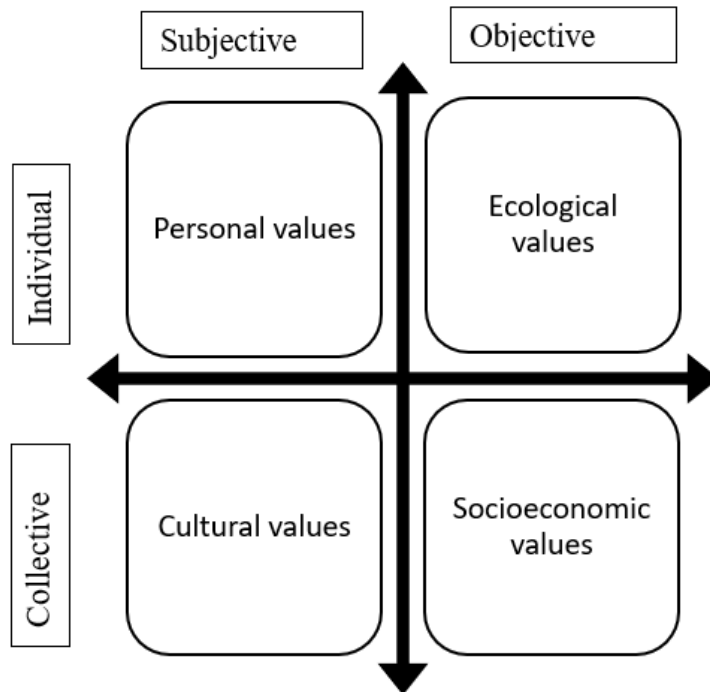 Subjective
Objective
Individual
Personal values
Ecological
values
Collective
Cultural values
Socioeconomic
values